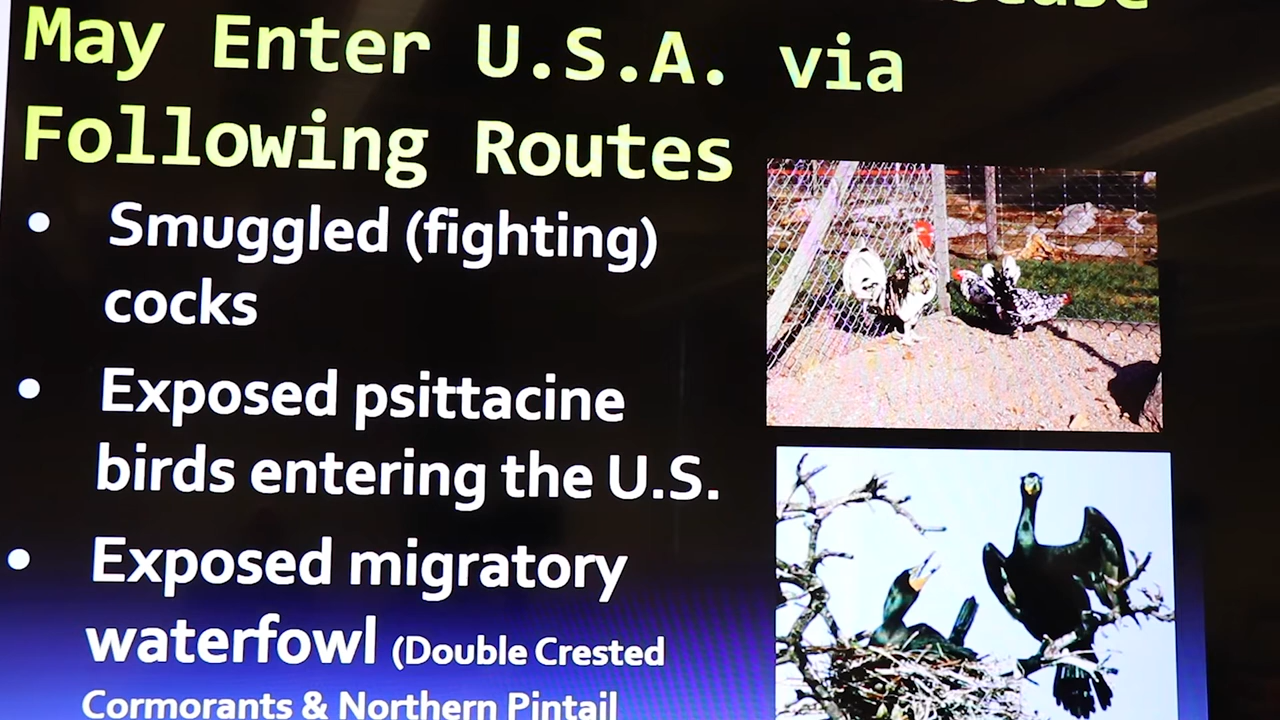 May Enter U.S.A. via
Following Routes
• Smuggled (fighting)
cocks
• Exposed psittacine
birds entering the U.S.
• Exposed migratory
waterfowl (Double Crested
Cormorants & Northern Pintail